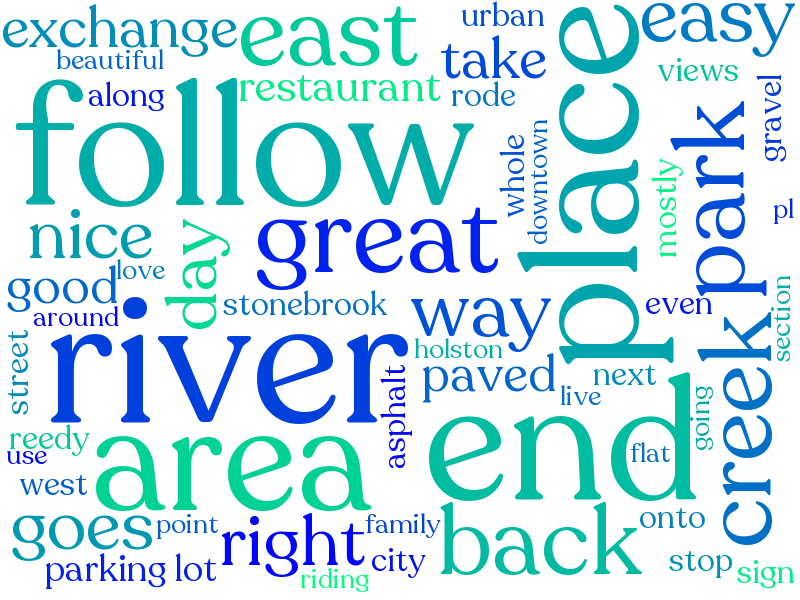 exchange
east
urban
easy
beautiful
take
views
along
restaurant
rode
follow
place
whole
downtown
gravel
park
mostly
pl
nice
day
great
love
good
stonebrook
way
even
around
section
street
river
holston
creek
paved
next
asphalt
live
end
going
reedy
area
flat
use
west
goes
point
right
family
back
onto
parking lot
city
stop
riding
sign